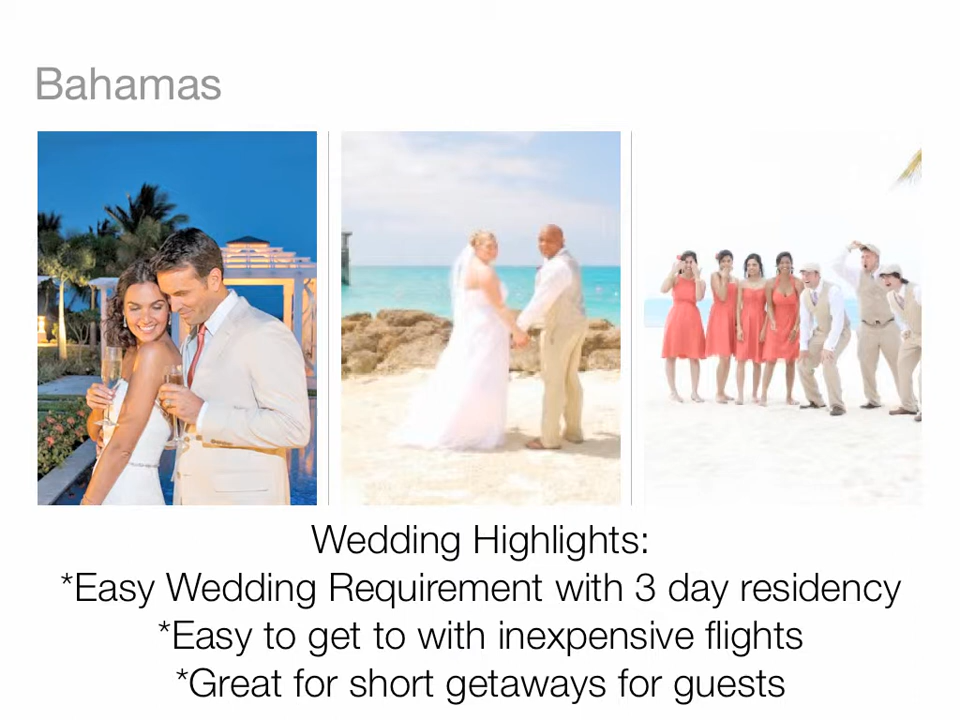 Bahamas
Wedding Highlights:
*Easy Wedding Requirement with 3 day residency
*Easy to get to with inexpensive flights
*Great for short getaways for guests